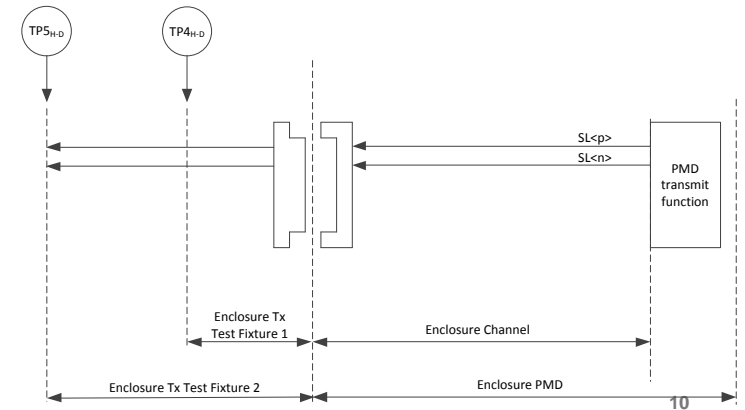 TP5H-D
TP4H-D
SL<p>
SL<n>
PMD
transmit
function
Enclosure Tx
Test Fixture 1
Enclosure Channel
Enclosure Tx Test Fixture 2
Enclosure PMD
10